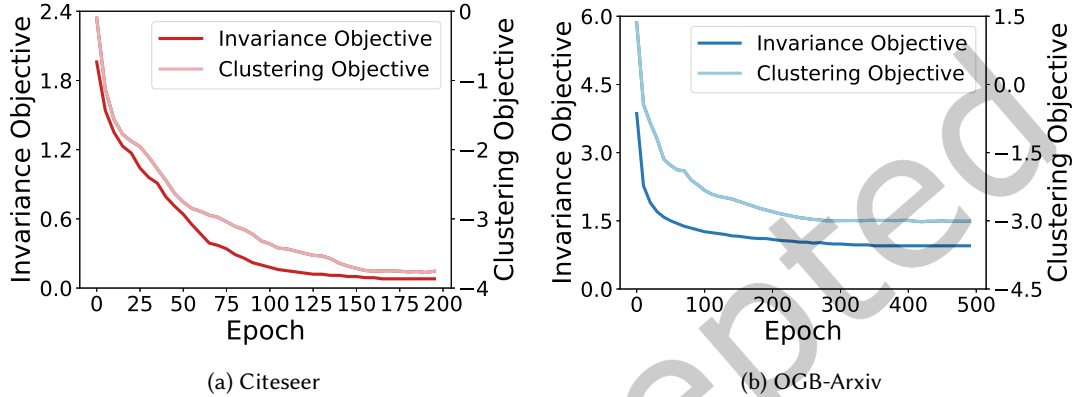 2.4
1.8
1.2
0.6
0.0
Invariance Objective
Invariance Objective
Clustering Objective
0
−1
−2
−3
−4
Clustering Objective
0 25 50 75 100 125 150 175 200
Epoch
(a) Citeseer
6.0
4.5
3.0
1.5
0.0
Invariance Objective
Invariance Objective
Clustering Objective
1.5
0.0
−1.5
−3.0
−4.5
Clustering Objective
0 100 200 300 400 500
Epoch
(b) OGB-Arxiv
epted